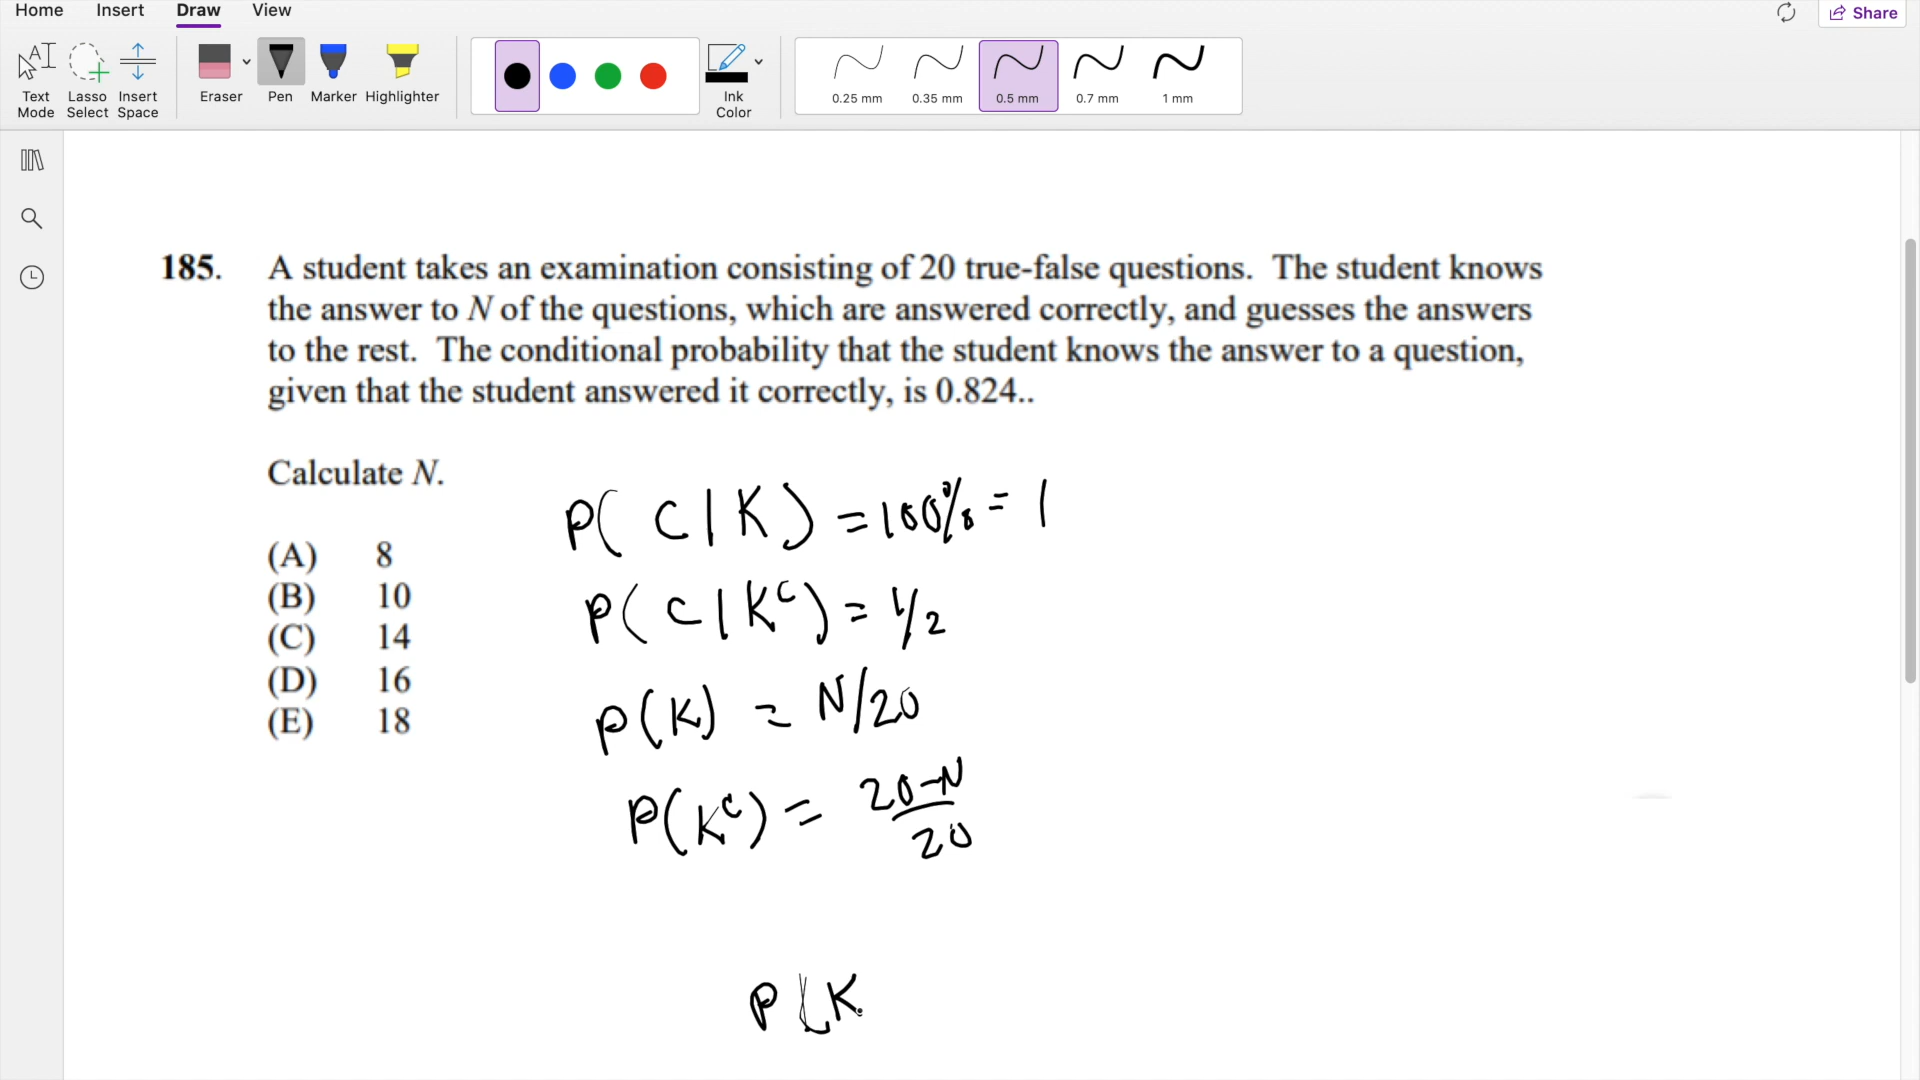 Home Insert Draw View
Share
Text Mode
Lasso Select
Insert Space
Eraser
Pen
Marker
Highlighter
Ink Color
0.25 mm
0.35 mm
0.5 mm
0.7 mm
1 mm
185. A student takes an examination consisting of 20 true-false questions. The student knows
the answer to N of the questions, which are answered correctly, and guesses the answers
to the rest. The conditional probability that the student knows the answer to a question,
given that the student answered it correctly, is 0.824..
Calculate N.
(A) 8
(B) 10
(C) 14
(D) 16
(E) 18
P( C | K ) = 100% = 1
P( C | K^C ) = 1/2
P(K) = N/20
P(K^C) = 20-N
20
P (K